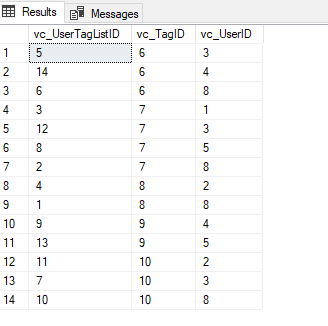 Results Messages
vc_UserTagListID vc_TagID vc_UserID
1 5 6 3
2 14 6 4
3 6 6 8
4 3 7 1
5 12 7 3
6 8 7 5
7 2 7 8
8 4 8 2
9 1 8 8
10 9 9 4
11 13 9 5
12 11 10 2
13 7 10 3
14 10 10 8